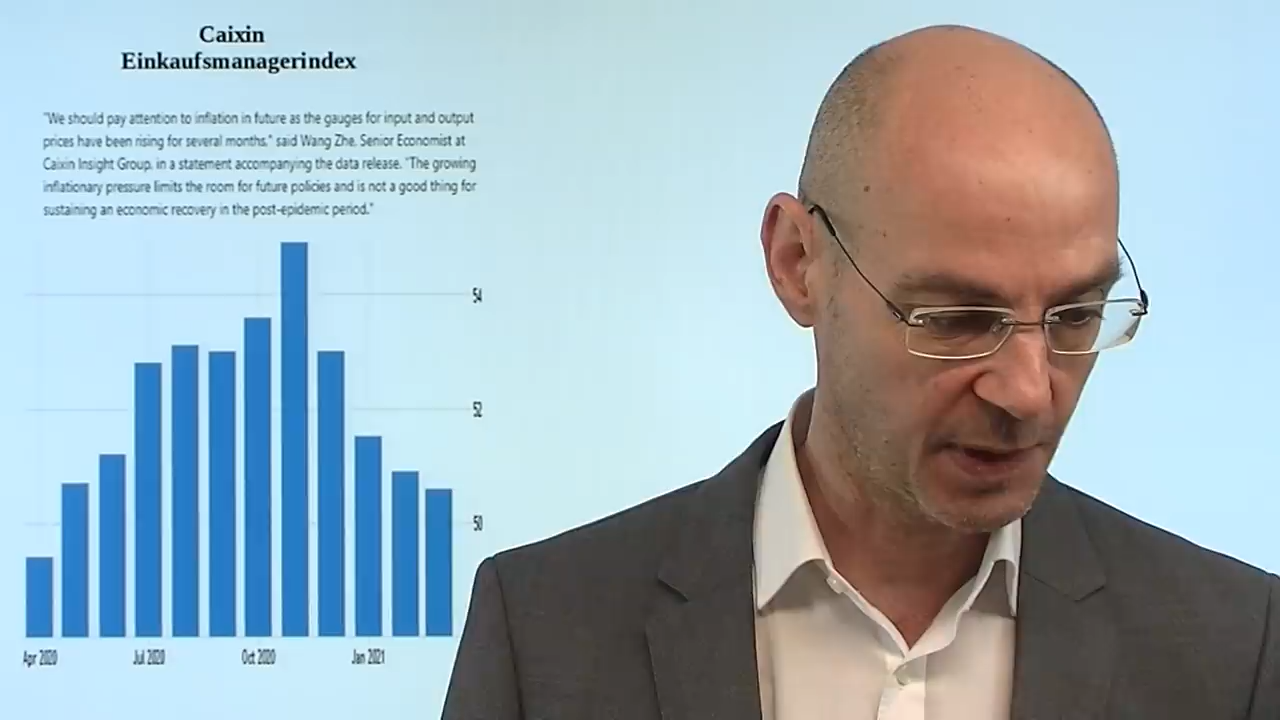 Caixin
Einkaufsmanagerindex
"We should pay attention to inflation in future as the gauges for input and output
prices have been rising for several months," said Wang Zhe, Senior Economist at
Caixin Insight Group, in a statement accompanying the data release. "The growing
inflationary pressure limits the room for future policies and is not a good thing for
sustaining an economic recovery in the post-epidemic period."
54
52
50
Apr 2020 Jul 2020 Oct 2020 Jan 2021